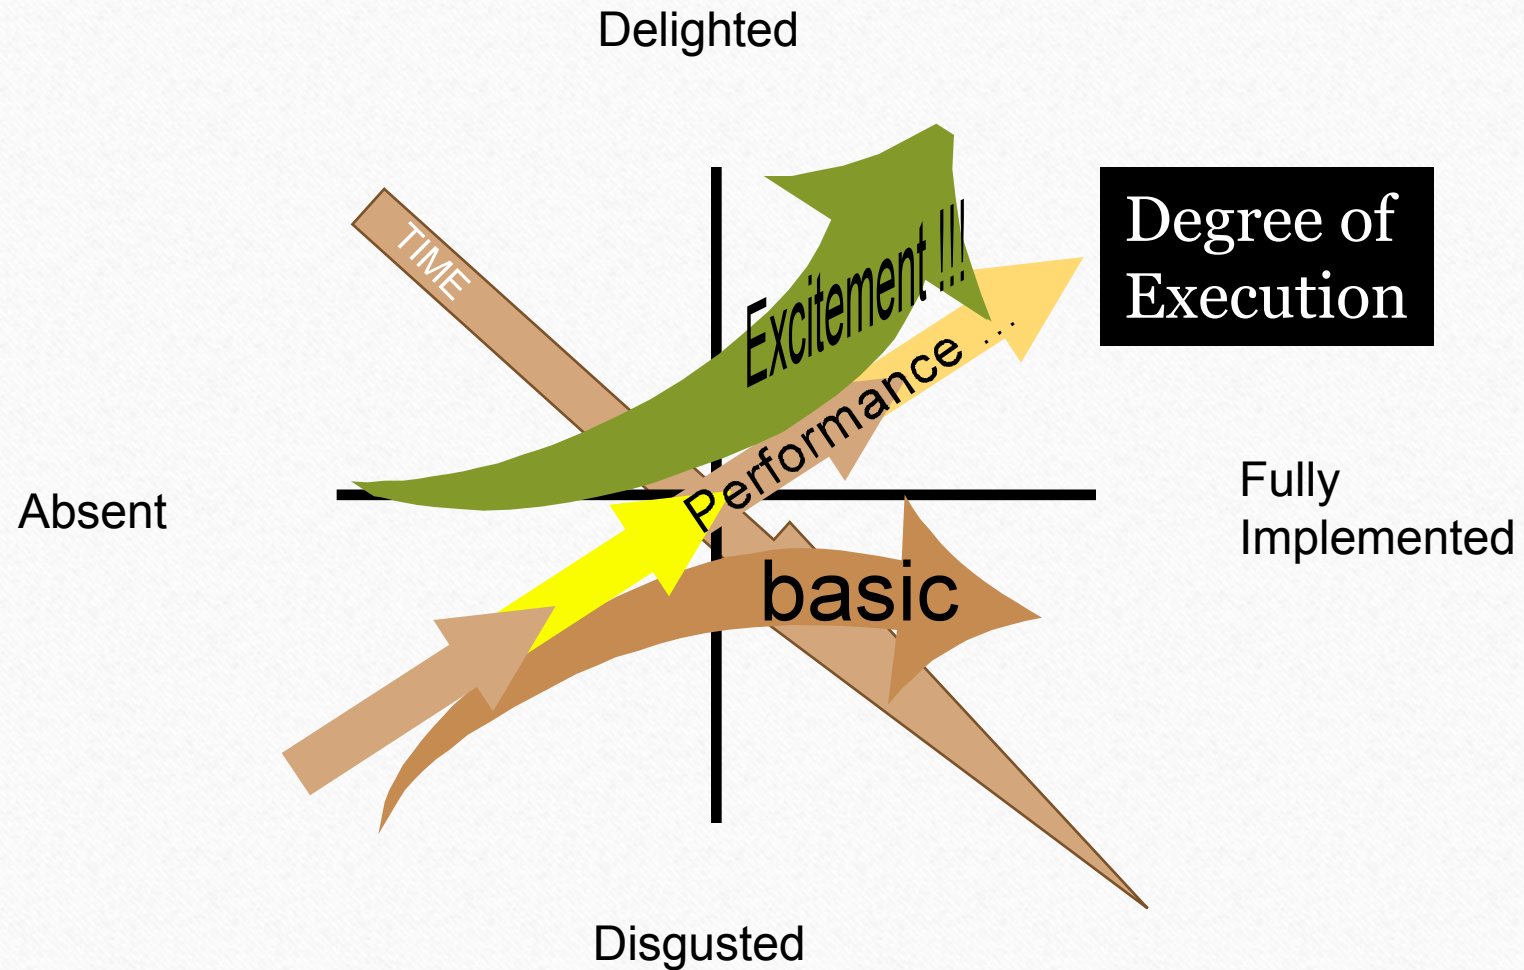 Delighted
TIME
Excitement !!!
Degree of
Execution
Performance ...
Absent
Fully
Implemented
basic
Disgusted